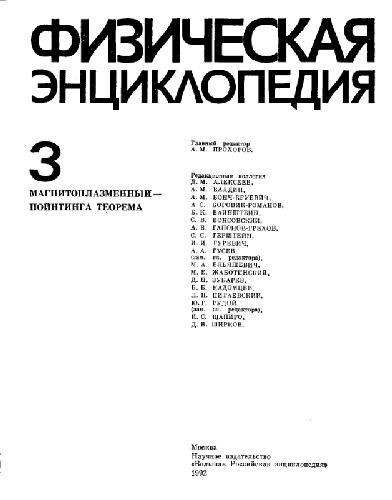 ФИЗИЧЕСКАЯ
ЭНЦИКЛОПЕДИЯ
3
МАГНИТОПЛАЗМЕННЫЙ—
ПОЙНТИНГА ТЕОРЕМА
Главный редактор
А. М. ПРОХОРОВ.
Редакционная коллегия
Д. М. АЛЕКСЕЕВ,
А. М. БАЛДИН,
А. М. БОНЧ-БРУЕВИЧ,
А. С. БОРОВИК-РОМАНОВ,
Б. К. ВАЙНШТЕЙН,
С. В. ВОНСОВСКИЙ,
А. В. ГАПОНОВ-ГРЕХОВ,
С. С. ГЕРШТЕЙН,
И. И. ГУРЕВИЧ,
А. А. ГУСЕВ
(зам. гл. редактора),
М. А. ЕЛЬЯШЕВИЧ,
М. Е. ЖАБОТИНСКИЙ,
Д. Н. ЗУБАРЕВ,
Б. Б. КАДОМЦЕВ,
Л. П. ПИТАЕВСКИЙ,
Ю. Г. РУДОЙ
(зам. гл. редактора),
И. С. ШАПИРО,
Д. В. ШИРКОВ.
Москва
Научное издательство
«Большая Российская энциклопедия»
1992